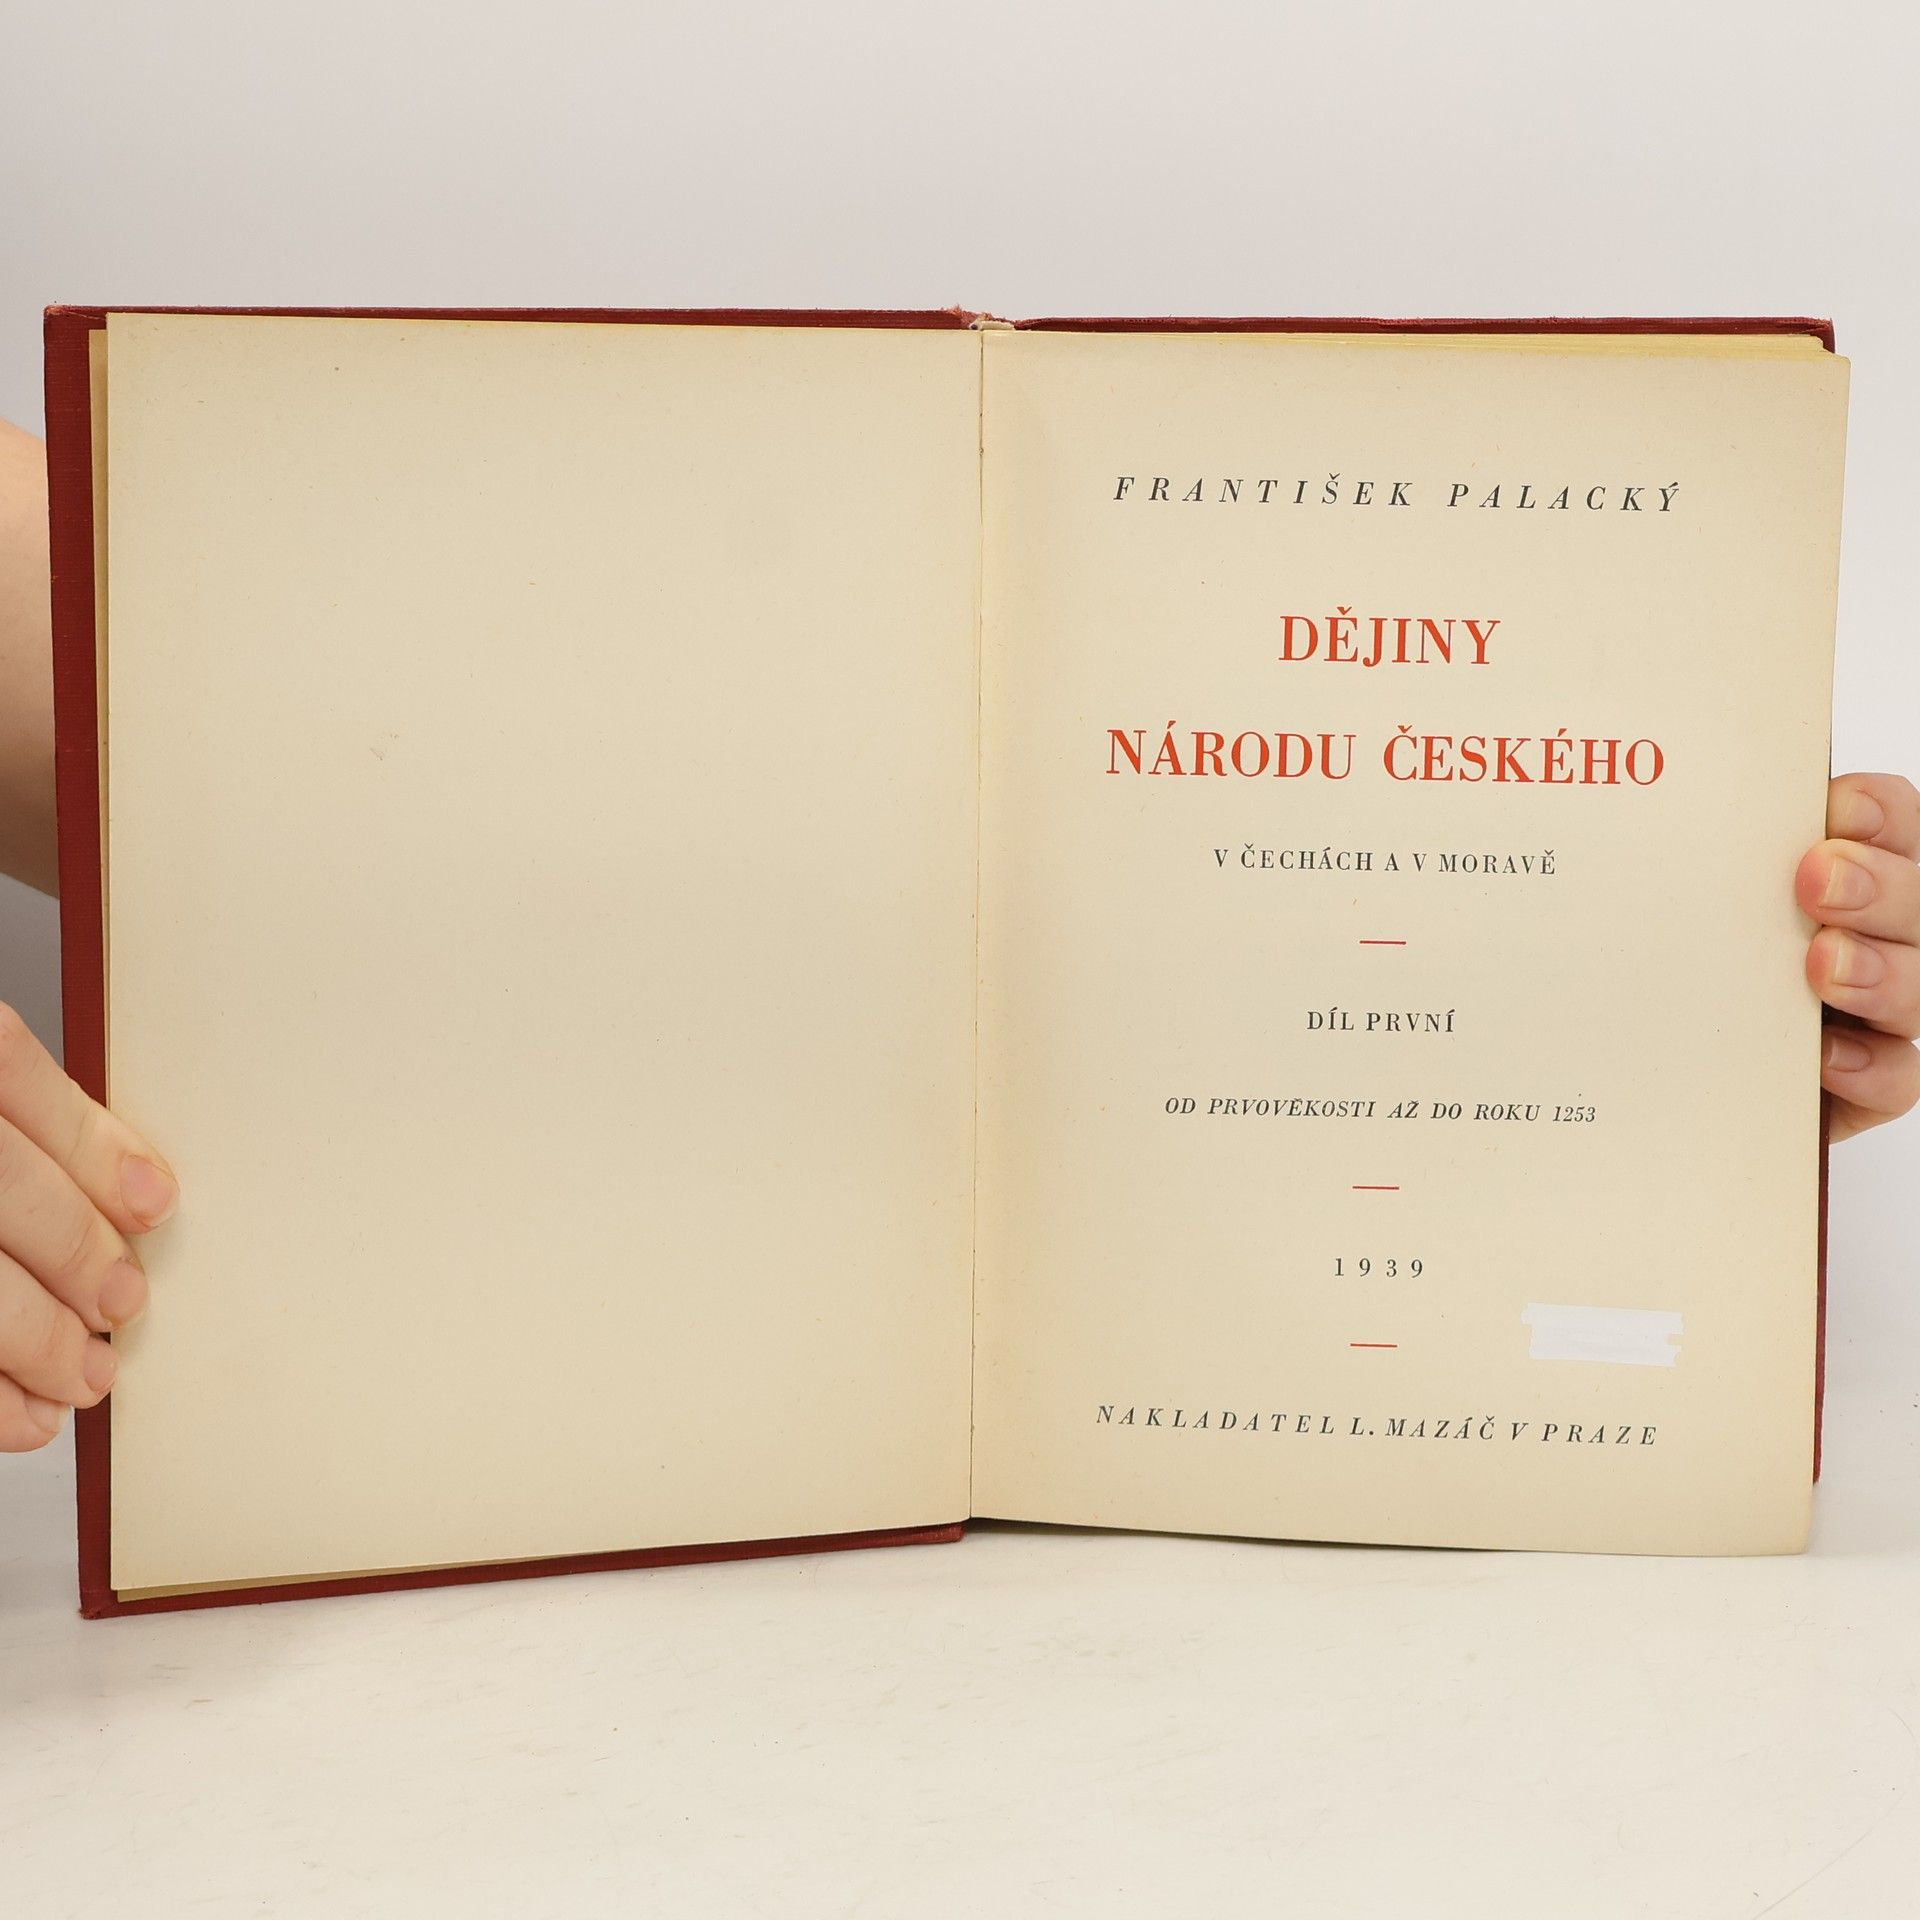 FRANTIŠEK PALACKÝ
DĚJINY
NÁRODU ČESKÉHO
V ČECHÁCH A V MORAVĚ
DÍL PRVNÍ
OD PRVOVĚKOSTI AŽ DO ROKU 1253
1939
NAKLADATEL L. MAZÁČ V PRAZE